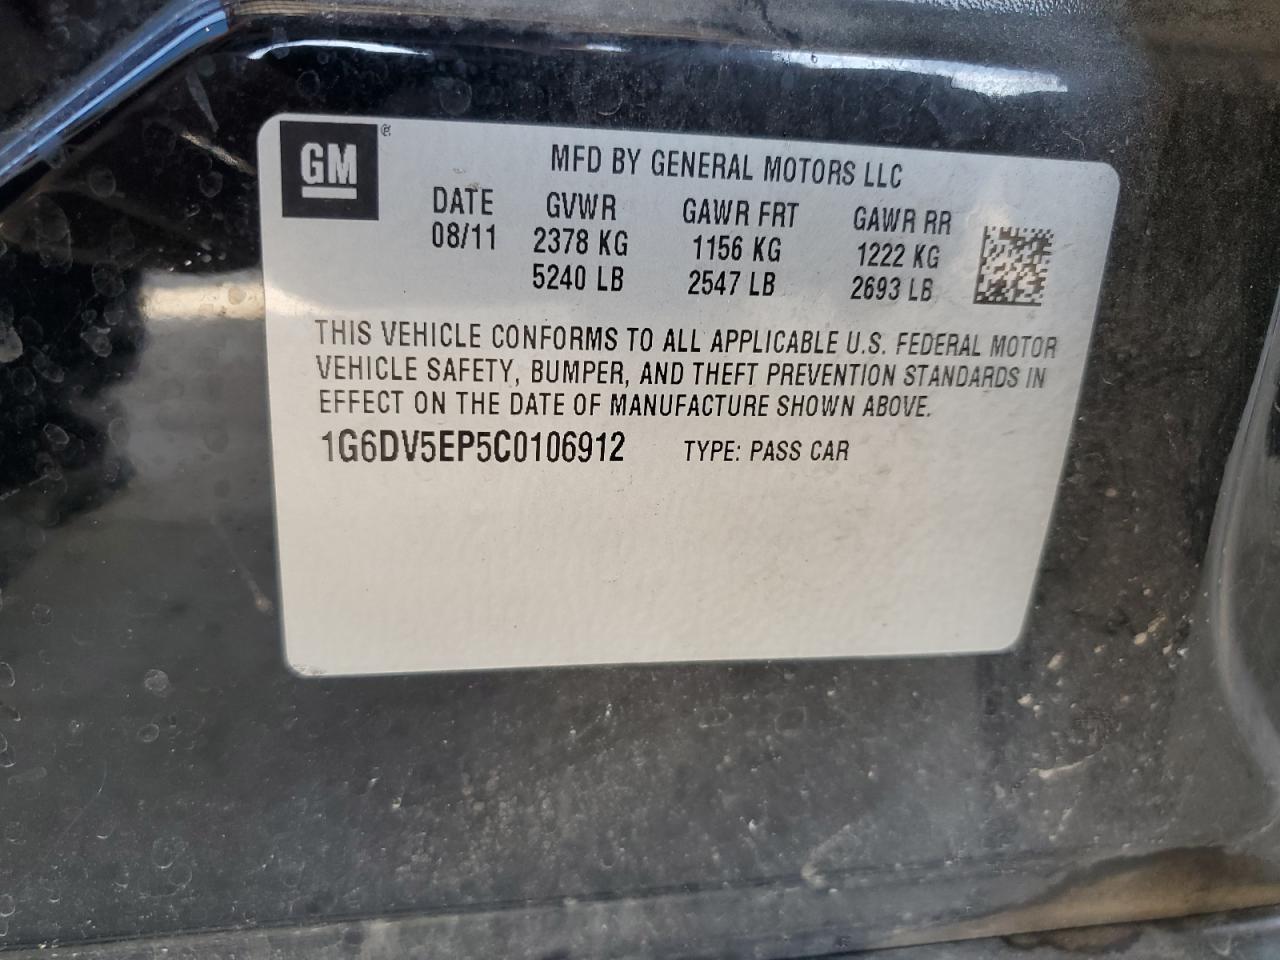 GM ®
MFD BY GENERAL MOTORS LLC
DATE GVWR GAWR FRT GAWR RR
08/11 2378 KG 1156 KG 1222 KG
5240 LB 2547 LB 2693 LB
THIS VEHICLE CONFORMS TO ALL APPLICABLE U.S. FEDERAL MOTOR
VEHICLE SAFETY, BUMPER, AND THEFT PREVENTION STANDARDS IN
EFFECT ON THE DATE OF MANUFACTURE SHOWN ABOVE.
1G6DV5EP5C0106912 TYPE: PASS CAR